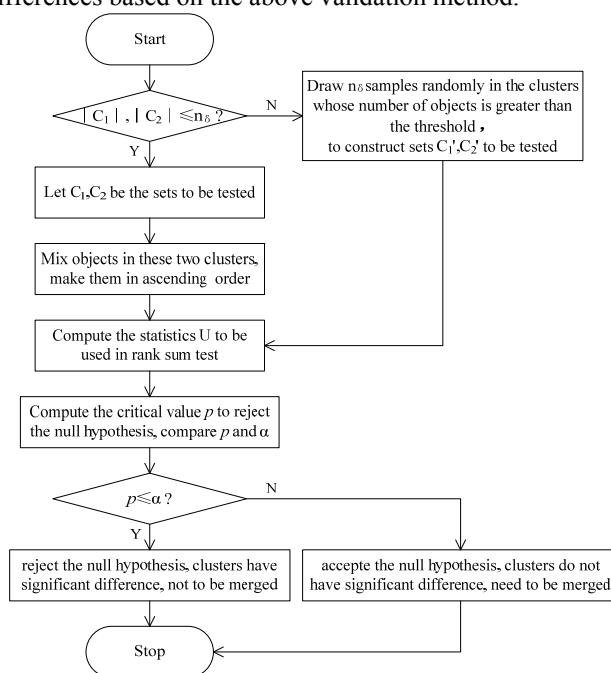 ifferences based on the above validation method.
Start
| C₁ | , | C₂ | ≤nδ ?
N
Y
Draw nδ samples randomly in the clusters
whose number of objects is greater than
the threshold，
to construct sets C₁',C₂' to be tested
Let C₁,C₂ be the sets to be tested
Mix objects in these two clusters,
make them in ascending order
Compute the statistics U to be
used in rank sum test
Compute the critical value p to reject
the null hypothesis, compare p and α
p≤α ?
N
Y
reject the null hypothesis, clusters have
significant difference, not to be merged
accepte the null hypothesis, clusters do not
have significant difference, need to be merged
Stop